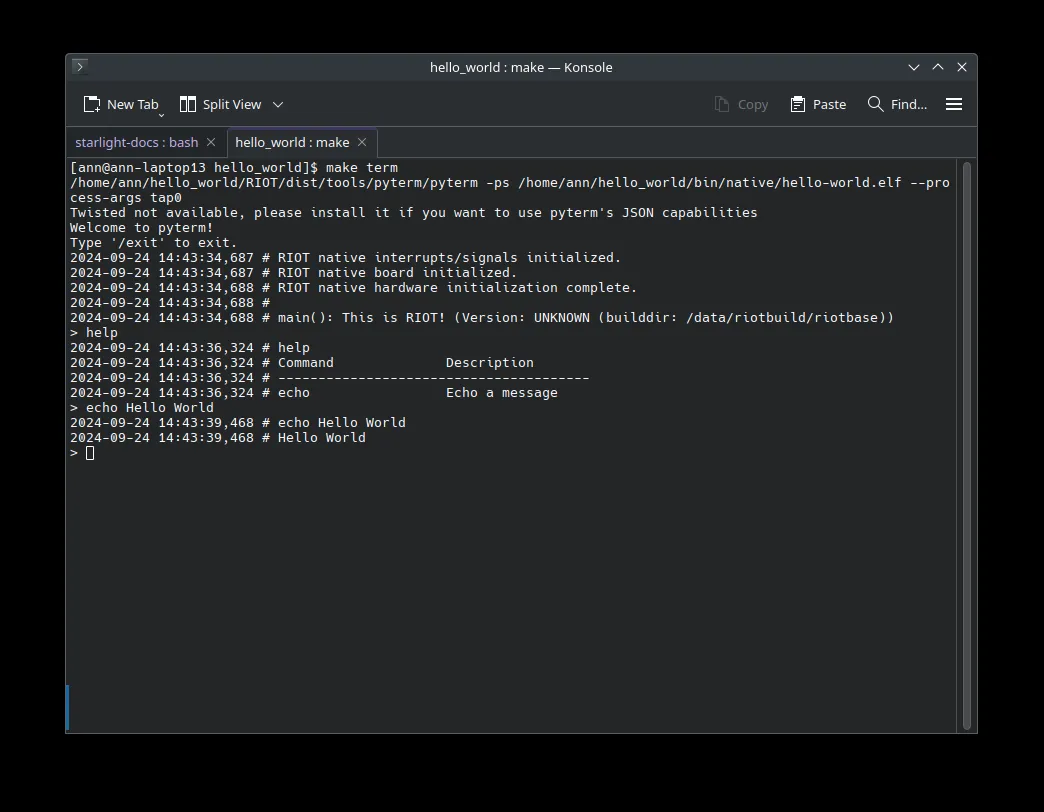 hello_world : make — Konsole
New Tab Split View Copy Paste Find...
starlight-docs : bash hello_world : make
[ann@ann-laptop13 hello_world]$ make term
/home/ann/hello_world/RIOT/dist/tools/pyterm/pyterm -ps /home/ann/hello_world/bin/native/hello-world.elf --pro
cess-args tap0
Twisted not available, please install it if you want to use pyterm's JSON capabilities
Welcome to pyterm!
Type '/exit' to exit.
2024-09-24 14:43:34,687 # RIOT native interrupts/signals initialized.
2024-09-24 14:43:34,687 # RIOT native board initialized.
2024-09-24 14:43:34,688 # RIOT native hardware initialization complete.
2024-09-24 14:43:34,688 #
2024-09-24 14:43:34,688 # main(): This is RIOT! (Version: UNKNOWN (builddir: /data/riotbuild/riotbase))
> help
2024-09-24 14:43:36,324 # help
2024-09-24 14:43:36,324 # Command              Description
2024-09-24 14:43:36,324 # ---------------------------------------
2024-09-24 14:43:36,324 # echo                 Echo a message
> echo Hello World
2024-09-24 14:43:39,468 # echo Hello World
2024-09-24 14:43:39,468 # Hello World
>